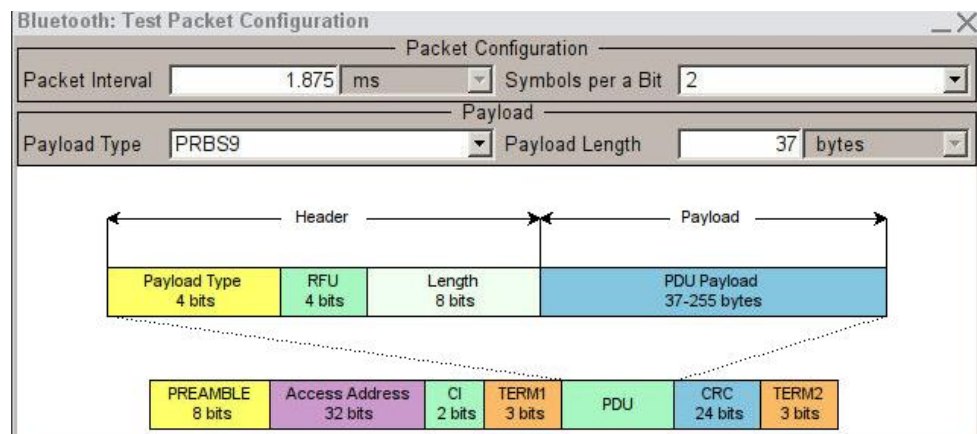 Bluetooth: Test Packet Configuration
Packet Configuration
Packet Interval 1.875 ms Symbols per a Bit 2
Payload
Payload Type PRBS9 Payload Length 37 bytes
Header Payload
Payload Type RFU Length PDU Payload
4 bits 4 bits 8 bits 37-255 bytes
PREAMBLE Access Address CI TERM1 PDU CRC TERM2
8 bits 32 bits 2 bits 3 bits 24 bits 3 bits